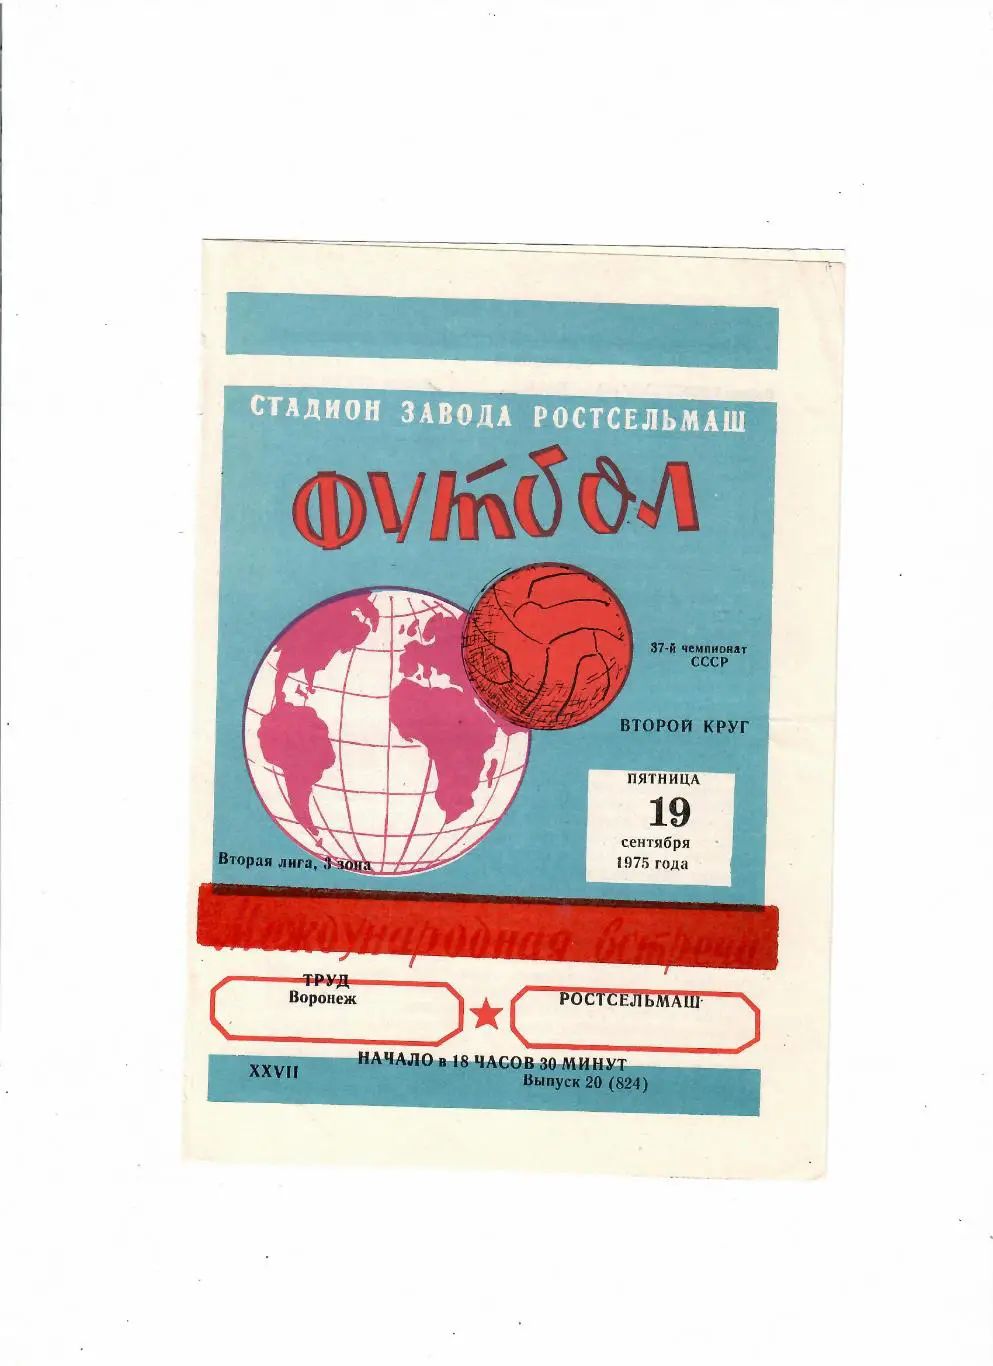 СТАДИОН ЗАВОДА РОСТСЕЛЬМАШ
ФУТБОЛ
37-й чемпионат
СССР
ВТОРОЙ КРУГ
ПЯТНИЦА
19
сентября
1975 года
Вторая лига, 3 зона
Международная встреча
ТРУД
Воронеж
РОСТСЕЛЬМАШ
НАЧАЛО в 18 ЧАСОВ 30 МИНУТ
XXVII
Выпуск 20 (824)